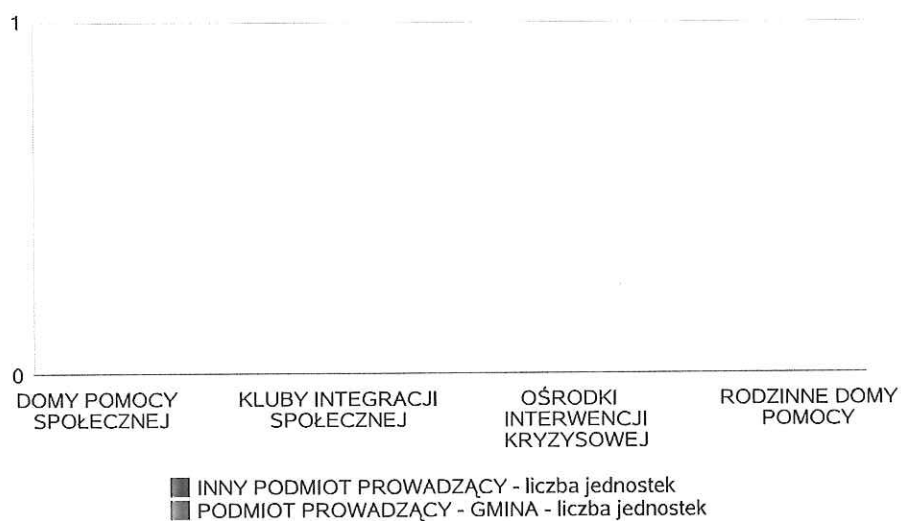 1
0
DOMY POMOCY
SPOŁECZNEJ
KLUBY INTEGRACJI
SPOŁECZNEJ
OŚRODKI
INTERWENCJI
KRYZYSOWEJ
RODZINNE DOMY
POMOCY
INNY PODMIOT PROWADZĄCY - liczba jednostek
PODMIOT PROWADZĄCY - GMINA - liczba jednostek